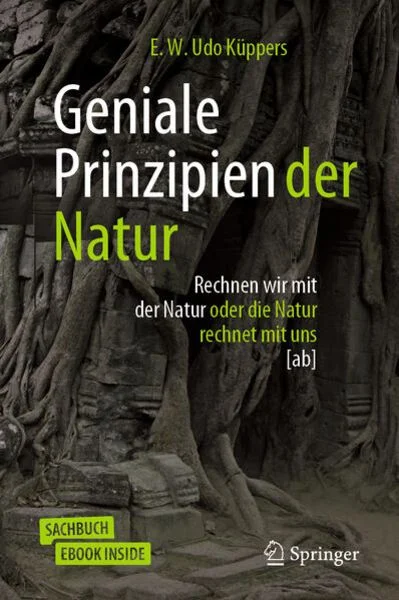 E. W. Udo Küppers
Geniale
Prinzipien der
Natur
Rechnen wir mit
der Natur oder die Natur
rechnet mit uns
[ab]
SACHBUCH
EBOOK INSIDE
Springer